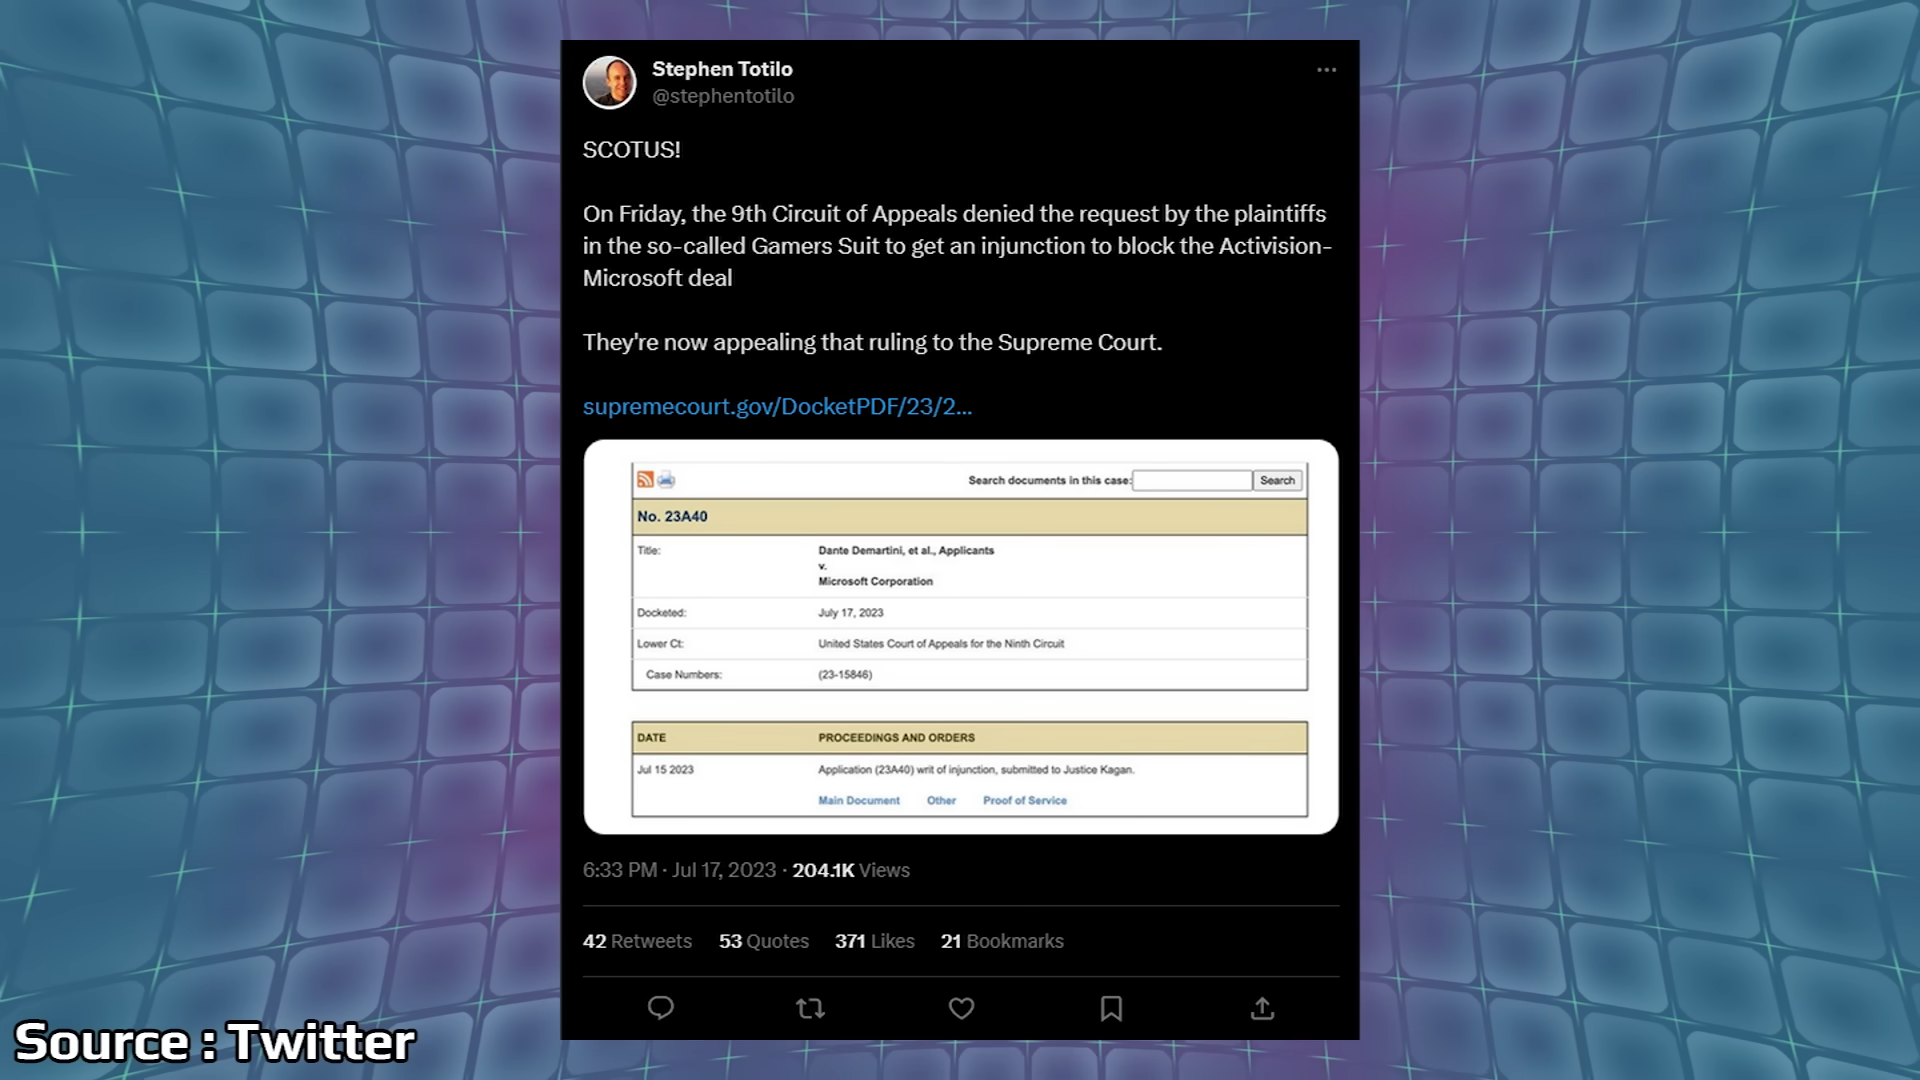 Stephen Totilo
@stephentotilo
SCOTUS!
On Friday, the 9th Circuit of Appeals denied the request by the plaintiffs
in the so-called Gamers Suit to get an injunction to block the Activision-
Microsoft deal
They're now appealing that ruling to the Supreme Court.
supremecourt.gov/DocketPDF/23/2...
Search documents in this case: Search
No. 23A40
Title: Dante Demartini, et al., Applicants
v.
Microsoft Corporation
Docketed: July 17, 2023
Lower Ct: United States Court of Appeals for the Ninth Circuit
Case Numbers: (23-15846)
DATE PROCEEDINGS AND ORDERS
Jul 15 2023 Application (23A40) writ of injunction, submitted to Justice Kagan.
Main Document Other Proof of Service
6:33 PM · Jul 17, 2023 · 204.1K Views
42 Retweets 53 Quotes 371 Likes 21 Bookmarks
Source : Twitter